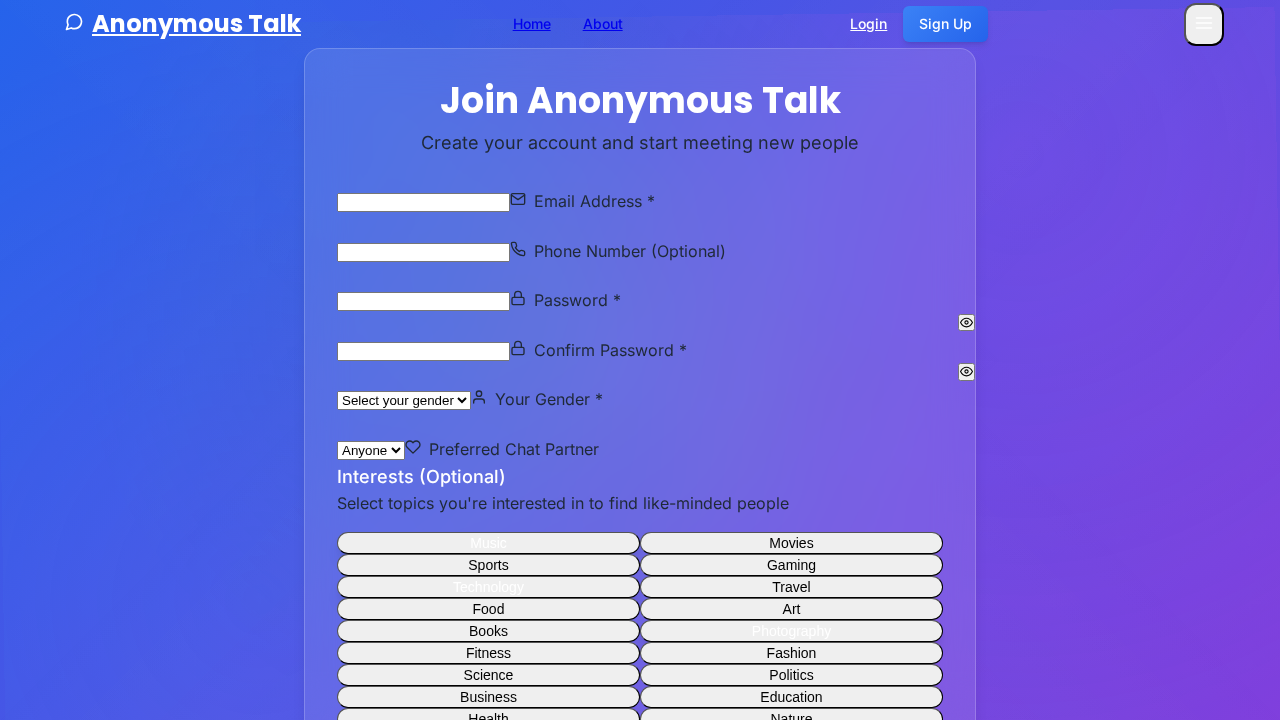 Anonymous Talk
Home About
Login Sign Up
Join Anonymous Talk
Create your account and start meeting new people
Email Address *
Phone Number (Optional)
Password *
Confirm Password *
Select your gender Your Gender *
Anyone Preferred Chat Partner
Interests (Optional)
Select topics you're interested in to find like-minded people
Music Movies
Sports Gaming
Technology Travel
Food Art
Books Photography
Fitness Fashion
Science Politics
Business Education
Health Nature